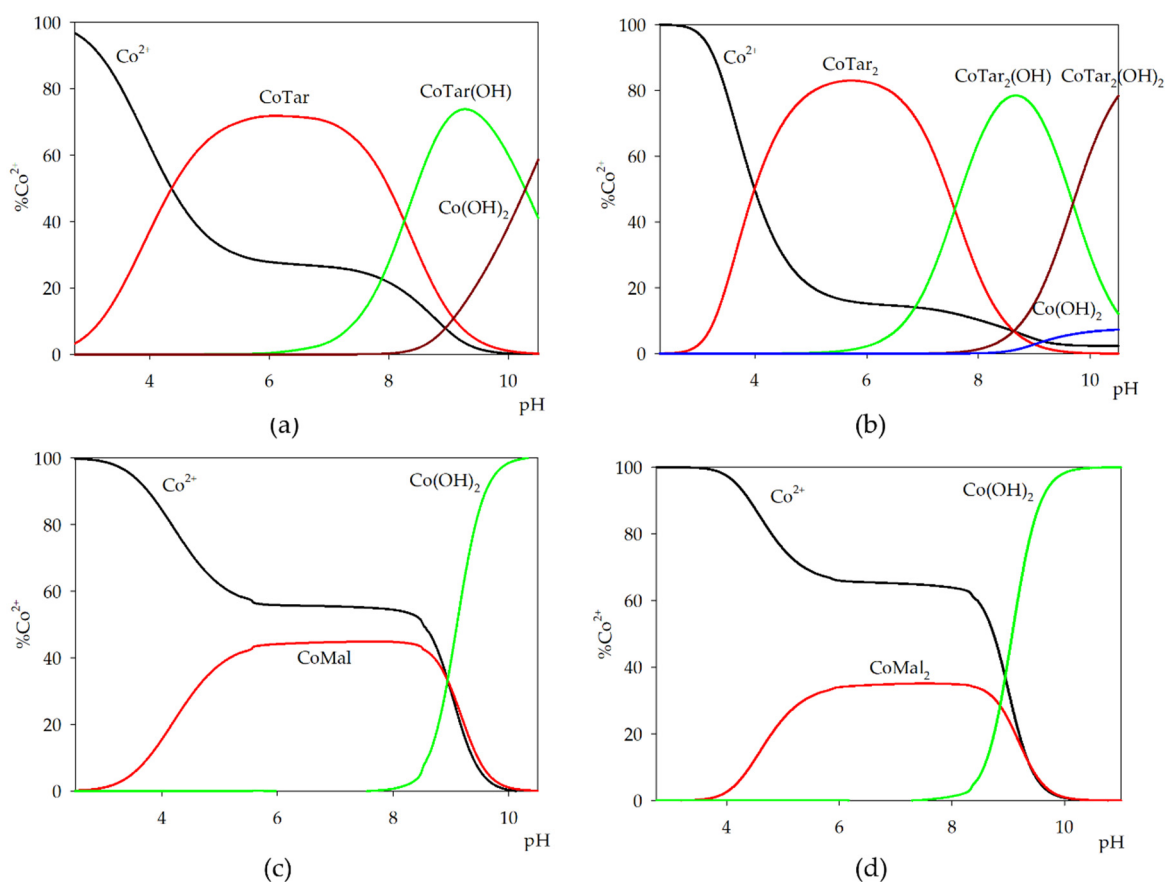 100
80
60
40
20
0
%Co²⁺
Co²⁺
CoTar
CoTar(OH)
Co(OH)₂
4 6 8 10
pH
(a)
100
80
60
40
20
0
%Co²⁺
Co²⁺
CoTar₂
CoTar₂(OH)
CoTar₂(OH)₂
Co(OH)₂
4 6 8 10
pH
(b)
100
80
60
40
20
0
%Co²⁺
Co²⁺
Co(OH)₂
CoMal
4 6 8 10
pH
(c)
100
80
60
40
20
0
%Co²⁺
Co²⁺
Co(OH)₂
CoMal₂
4 6 8 10
pH
(d)